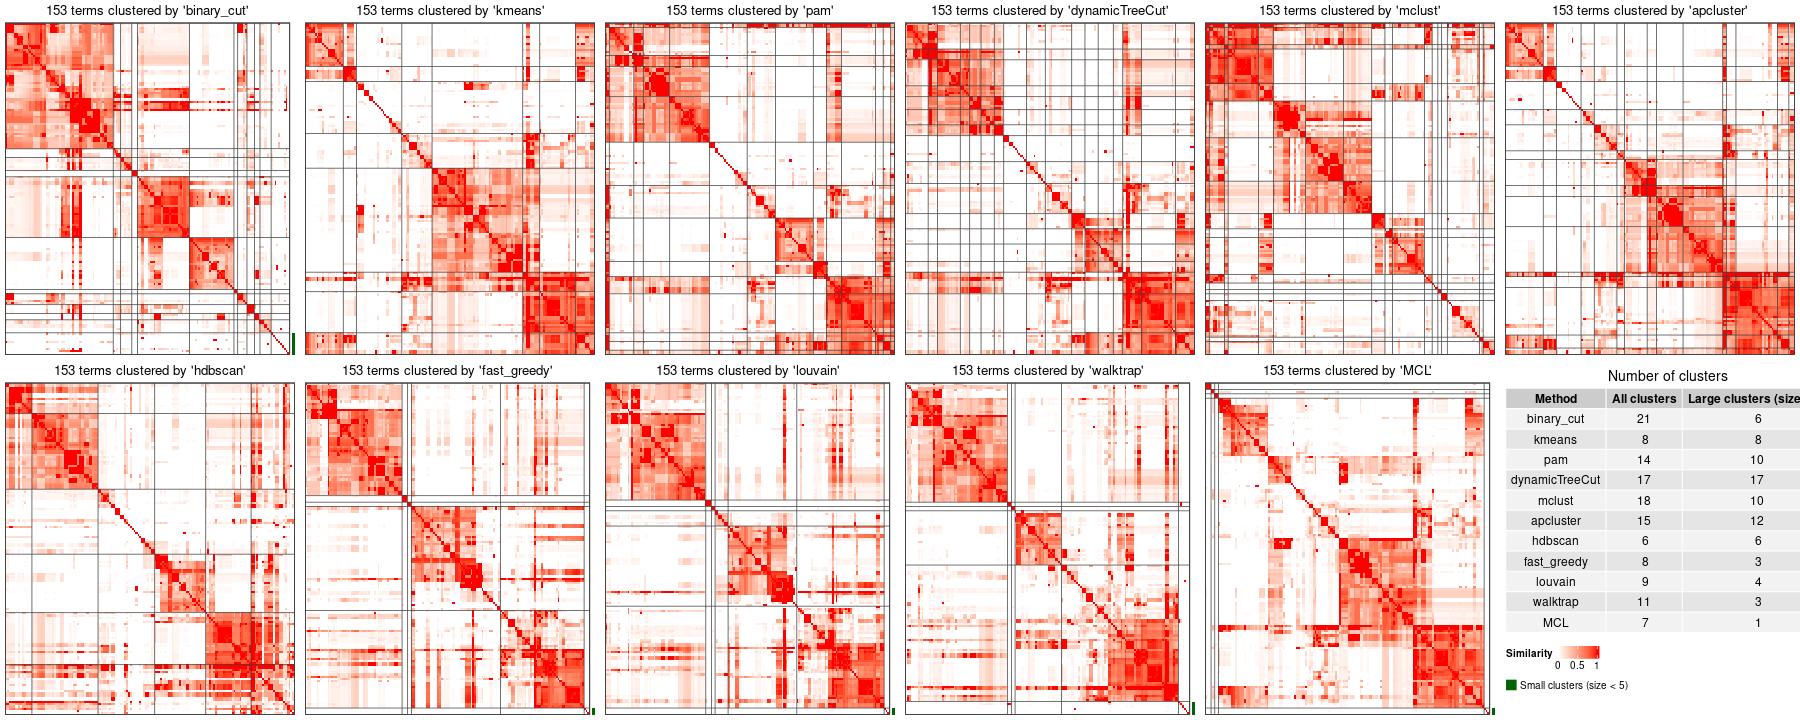 153 terms clustered by 'binary_cut'
153 terms clustered by 'kmeans'
153 terms clustered by 'pam'
153 terms clustered by 'dynamicTreeCut'
153 terms clustered by 'mclust'
153 terms clustered by 'apcluster'
153 terms clustered by 'hdbscan'
153 terms clustered by 'fast_greedy'
153 terms clustered by 'louvain'
153 terms clustered by 'walktrap'
153 terms clustered by 'MCL'
Number of clusters
Method All clusters Large clusters (size
binary_cut 21 6
kmeans 8 8
pam 14 10
dynamicTreeCut 17 17
mclust 18 10
apcluster 15 12
hdbscan 6 6
fast_greedy 8 3
louvain 9 4
walktrap 11 3
MCL 7 1
Similarity
0 0.5 1
Small clusters (size < 5)